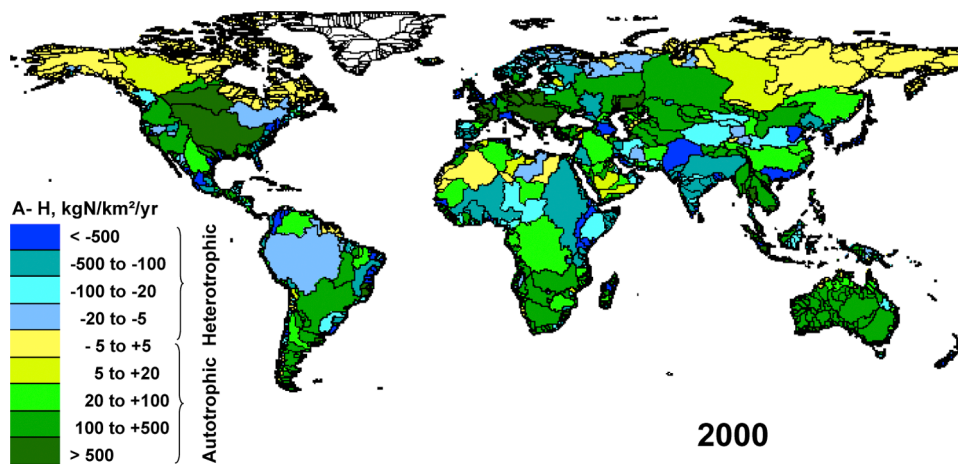 A- H, kgN/km²/yr
< -500
-500 to -100
-100 to -20
-20 to -5
- 5 to +5
5 to +20
20 to +100
100 to +500
> 500
Heterotrophic
Autotrophic
2000